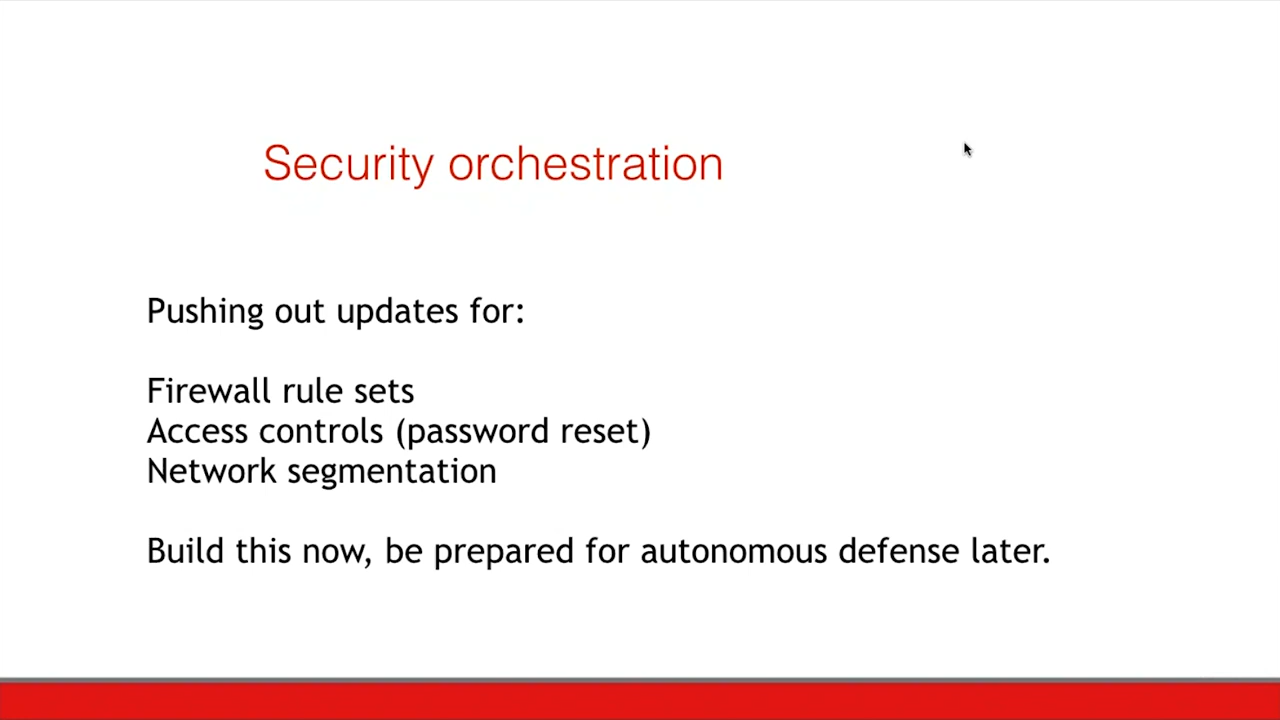 Security orchestration
Pushing out updates for:
Firewall rule sets
Access controls (password reset)
Network segmentation
Build this now, be prepared for autonomous defense later.